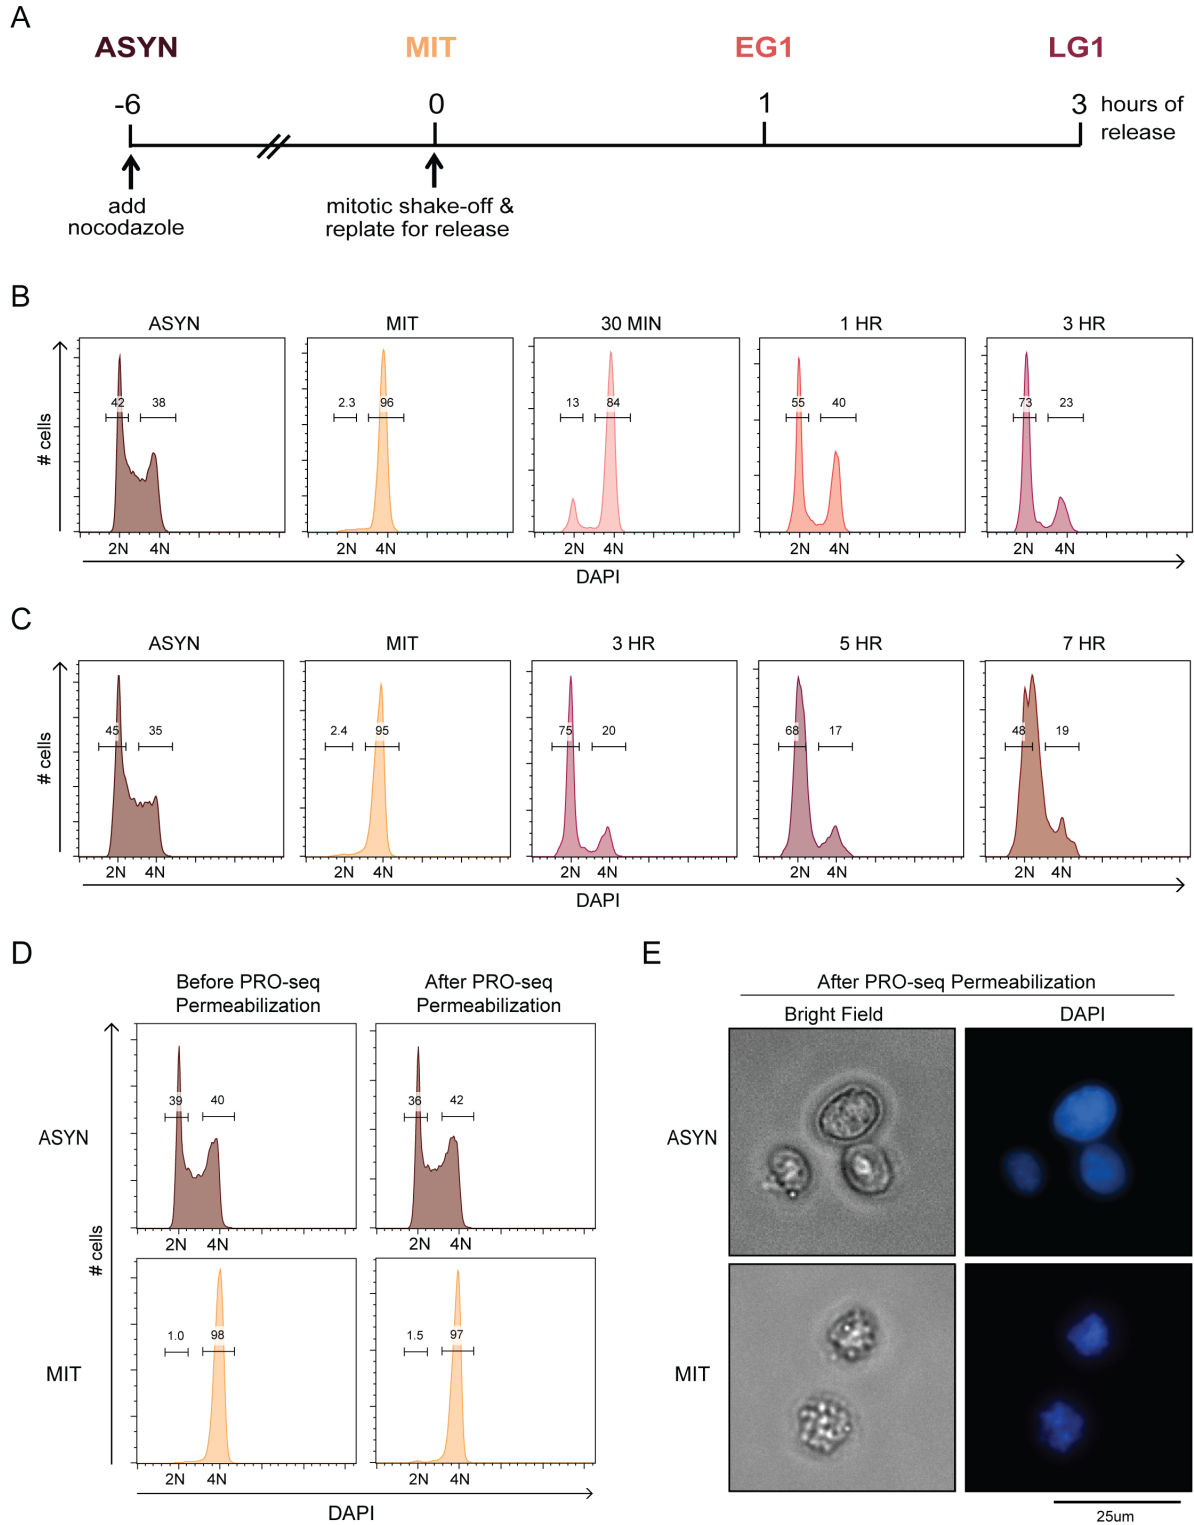 A
ASYN MIT EG1 LG1
-6 0 1 3 hours of
release
add
nocodazole
mitotic shake-off &
replate for release
B
ASYN MIT 30 MIN 1 HR 3 HR
# cells
42 38 2.3 96 13 84 55 40 73 23
2N 4N 2N 4N 2N 4N 2N 4N 2N 4N
DAPI
C
ASYN MIT 3 HR 5 HR 7 HR
# cells
45 35 2.4 95 75 20 68 17 48 19
2N 4N 2N 4N 2N 4N 2N 4N 2N 4N
DAPI
D
Before PRO-seq
Permeabilization
After PRO-seq
Permeabilization
# cells
ASYN
39 40 36 42
2N 4N 2N 4N
MIT
1.0 98 1.5 97
2N 4N 2N 4N
DAPI
E
After PRO-seq Permeabilization
Bright Field DAPI
ASYN
MIT
25um